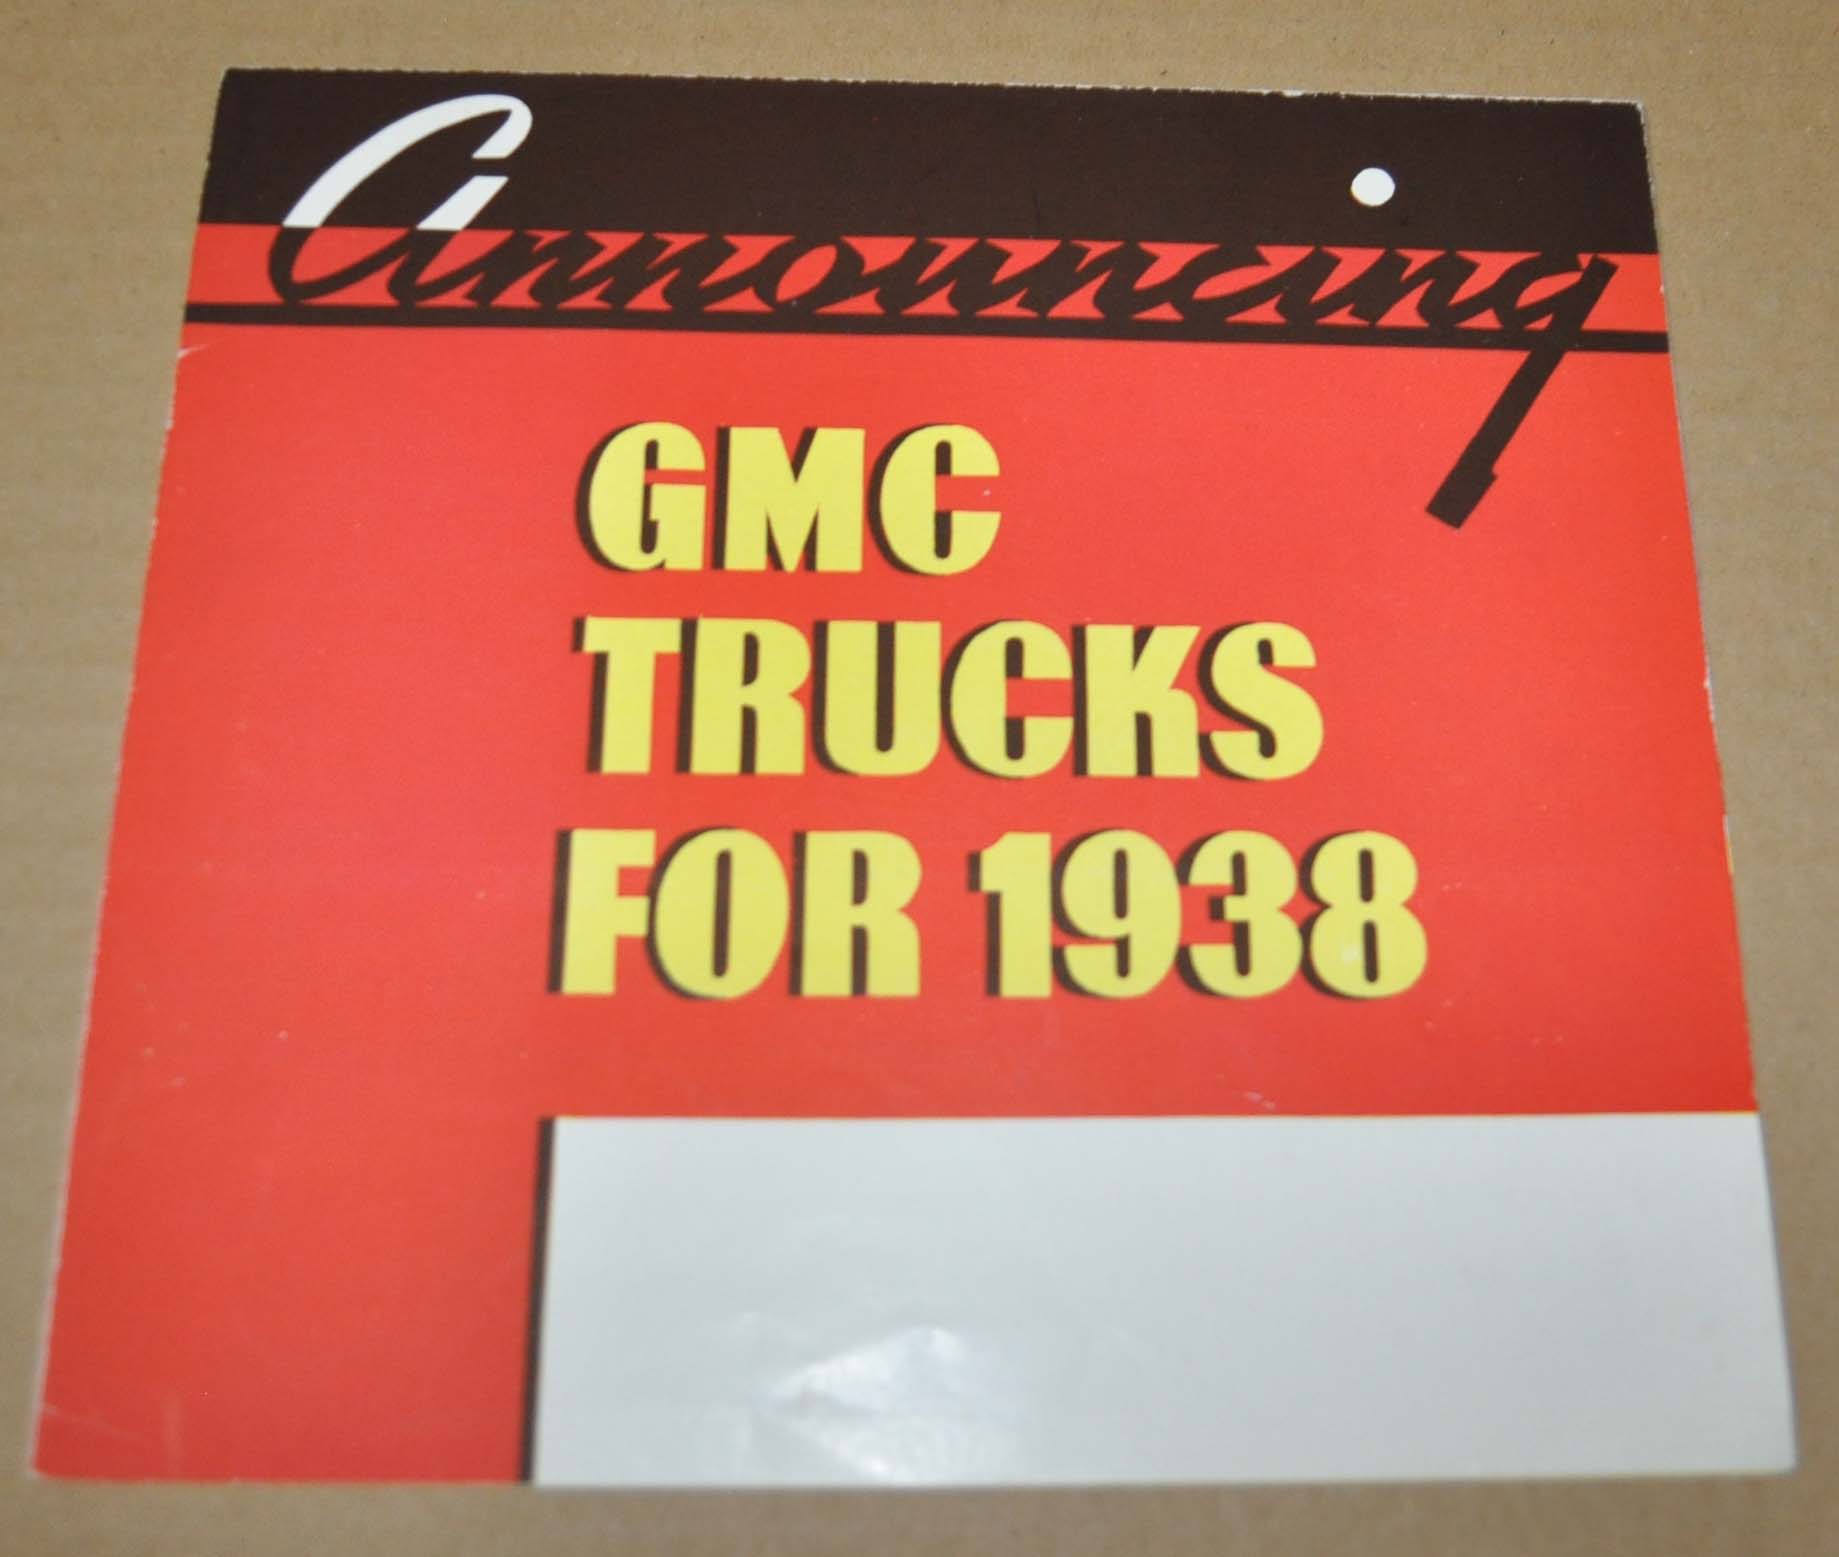 Announcing
GMC
TRUCKS
FOR 1938